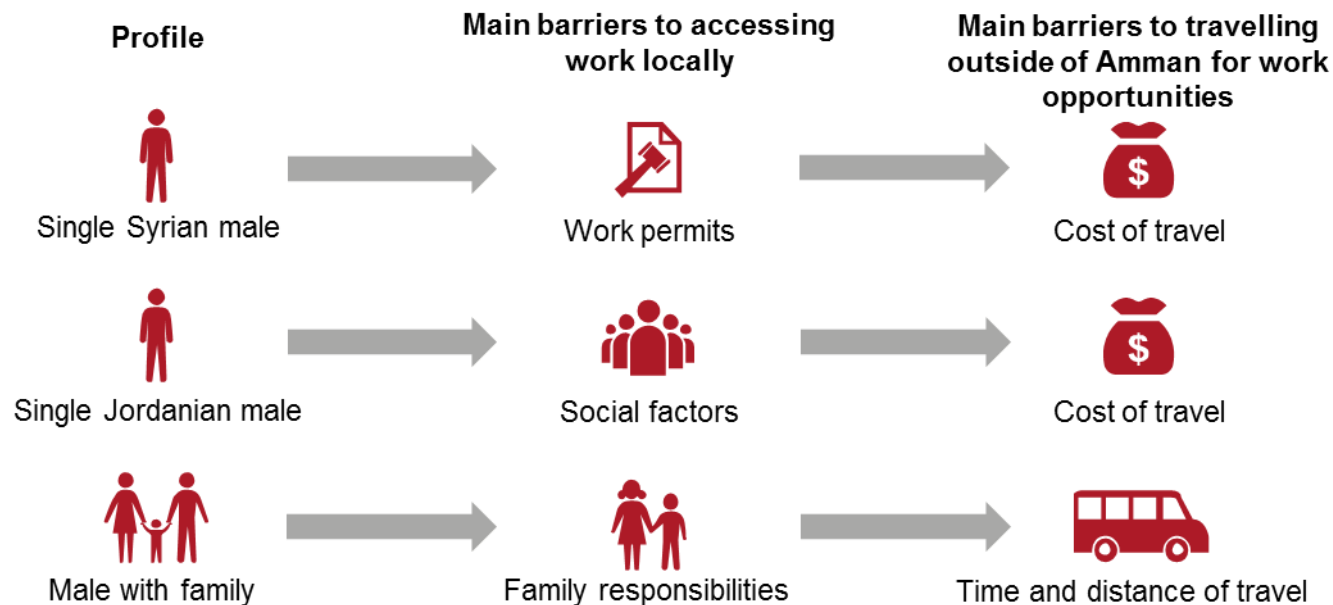 Profile
Main barriers to accessing
work locally
Main barriers to travelling
outside of Amman for work
opportunities
$
Single Syrian male
Work permits
Cost of travel
$
Single Jordanian male
Social factors
Cost of travel
Male with family
Family responsibilities
Time and distance of travel